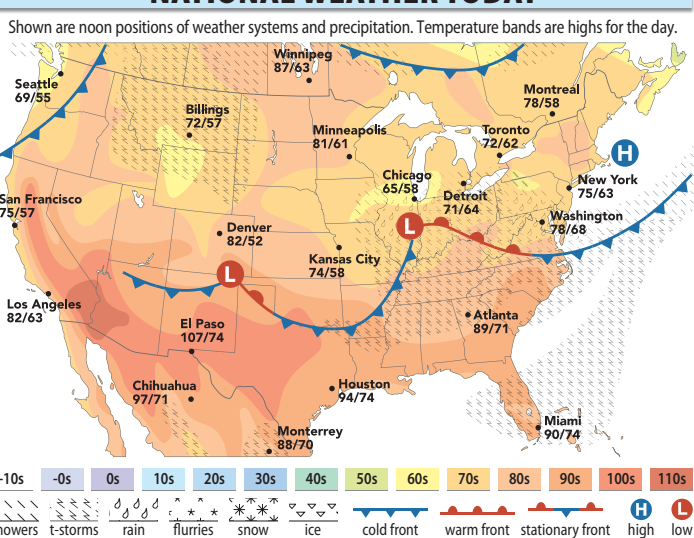 NATIONAL WEATHER TODAY
Shown are noon positions of weather systems and precipitation. Temperature bands are highs for the day.
Winnipeg
87/63
Seattle
69/55
Montreal
78/58
Billings
72/57
Minneapolis
81/61
Toronto
72/62
H
Chicago
65/58
New York
75/63
Detroit
71/64
San Francisco
75/57
Washington
78/68
L
Denver
82/52
Kansas City
74/58
L
Los Angeles
82/63
Atlanta
89/71
El Paso
107/74
Chihuahua
97/71
Houston
94/74
Miami
90/74
Monterrey
88/70
-10s -0s 0s 10s 20s 30s 40s 50s 60s 70s 80s 90s 100s 110s
H L
howers t-storms rain flurries snow ice cold front warm front stationary front high low